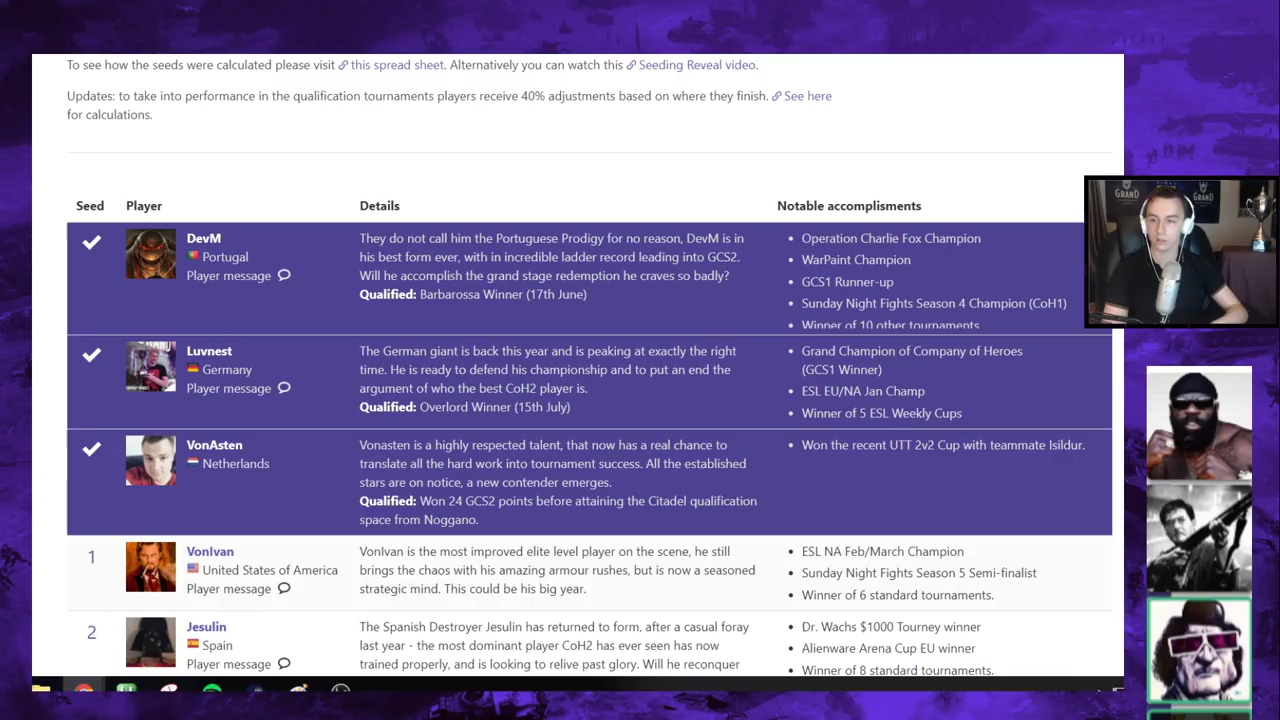 To see how the seeds were calculated please visit this spread sheet. Alternatively you can watch this Seeding Reveal video.
Updates: to take into performance in the qualification tournaments players receive 40% adjustments based on where they finish. See here
for calculations.
Seed Player Details Notable accomplisments
DevM
Portugal
Player message
They do not call him the Portuguese Prodigy for no reason, DevM is in
his best form ever, with in incredible ladder record leading into GCS2.
Will he accomplish the grand stage redemption he craves so badly?
Qualified: Barbarossa Winner (17th June)
• Operation Charlie Fox Champion
• WarPaint Champion
• GCS1 Runner-up
• Sunday Night Fights Season 4 Champion (CoH1)
• Winner of 10 other tournaments
Luvnest
Germany
Player message
The German giant is back this year and is peaking at exactly the right
time. He is ready to defend his championship and to put an end the
argument of who the best CoH2 player is.
Qualified: Overlord Winner (15th July)
• Grand Champion of Company of Heroes
(GCS1 Winner)
• ESL EU/NA Jan Champ
• Winner of 5 ESL Weekly Cups
VonAsten
Netherlands
Vonasten is a highly respected talent, that now has a real chance to
translate all the hard work into tournament success. All the established
stars are on notice, a new contender emerges.
Qualified: Won 24 GCS2 points before attaining the Citadel qualification
space from Noggano.
• Won the recent UTT 2v2 Cup with teammate Isildur.
1
VonIvan
United States of America
Player message
VonIvan is the most improved elite level player on the scene, he still
brings the chaos with his amazing armour rushes, but is now a seasoned
strategic mind. This could be his big year.
• ESL NA Feb/March Champion
• Sunday Night Fights Season 5 Semi-finalist
• Winner of 6 standard tournaments.
2
Jesulin
Spain
Player message
The Spanish Destroyer Jesulin has returned to form, after a casual foray
last year - the most dominant player CoH2 has ever seen has now
trained properly, and is looking to relive past glory. Will he reconquer
• Dr. Wachs $1000 Tourney winner
• Alienware Arena Cup EU winner
• Winner of 8 standard tournaments.
GRAND
GRAND